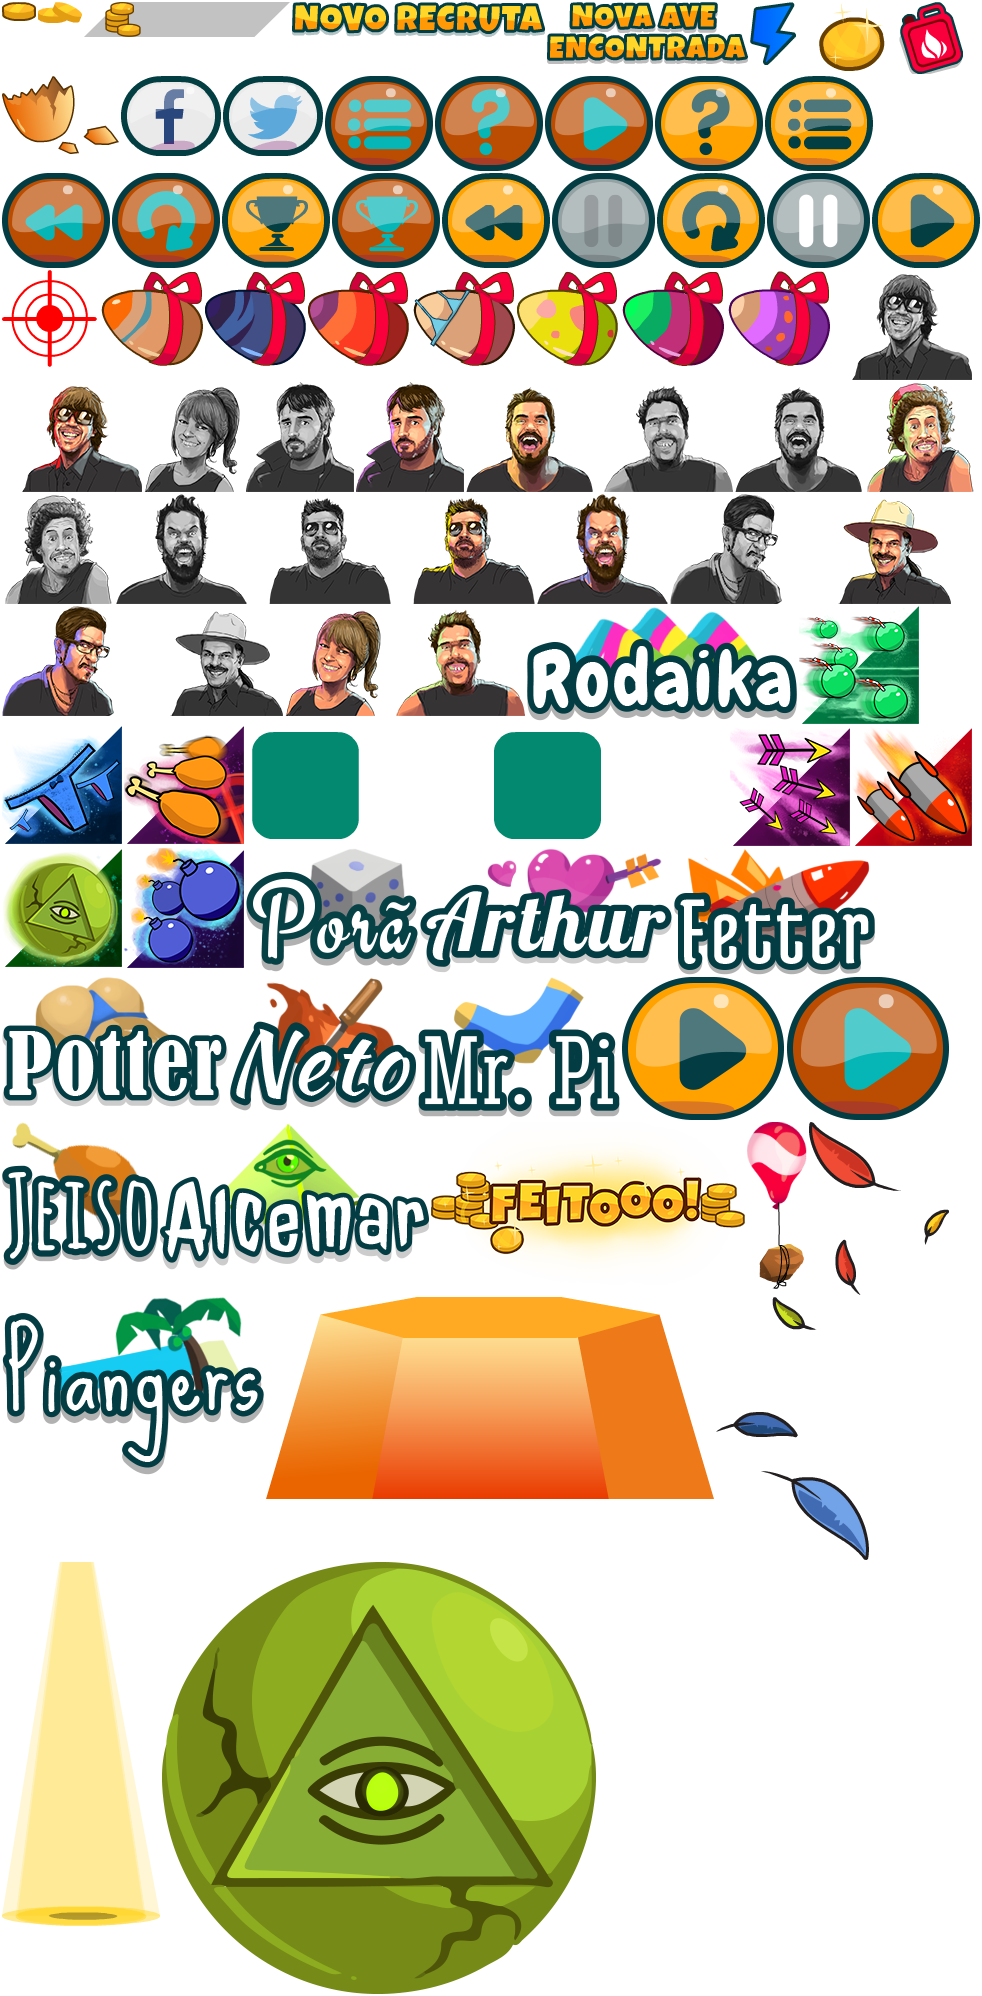 NOVO RECRUTA
NOVA AVE
ENCONTRADA
f
?
?
Rodaika
Porã
Arthur
Fetter
Potter
Neto
Mr. Pi
JEISO
Alcemar
FEITOOO!
Piangers